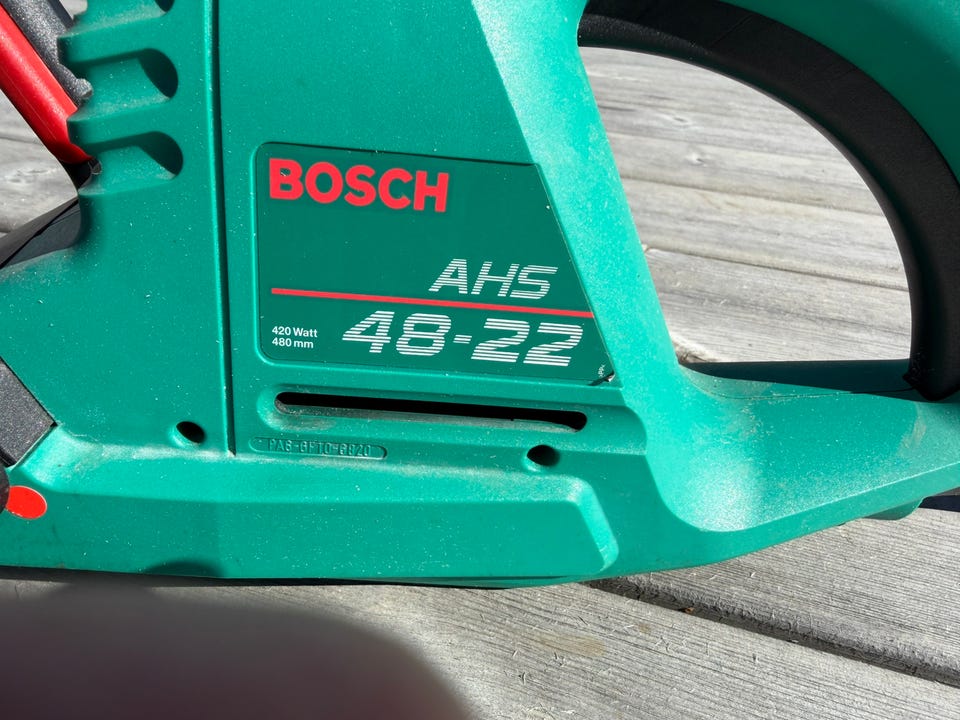 BOSCH
AHS
420 Watt
480 mm
48-22